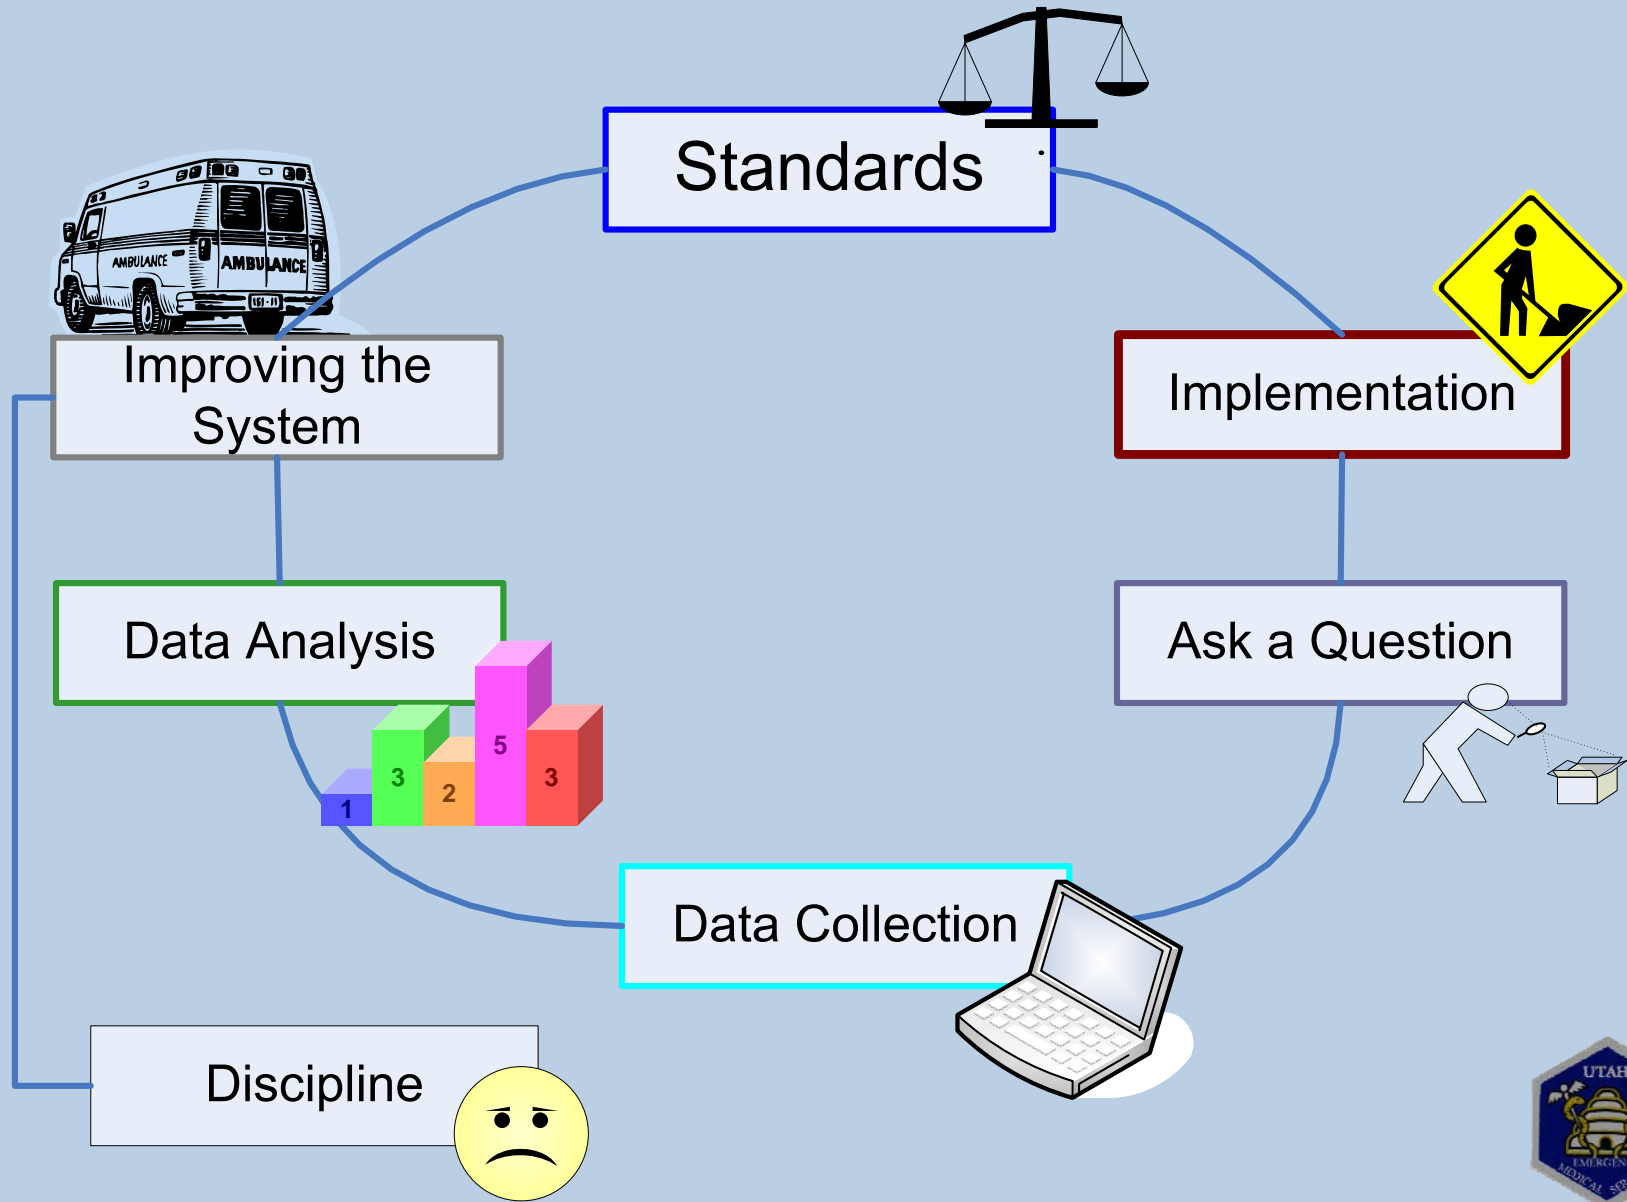 Standards
AMBULANCE
AMBULANCE
Improving the
System
Implementation
Data Analysis
Ask a Question
1
3
2
5
3
Data Collection
Discipline
UTAH
MEDICAL